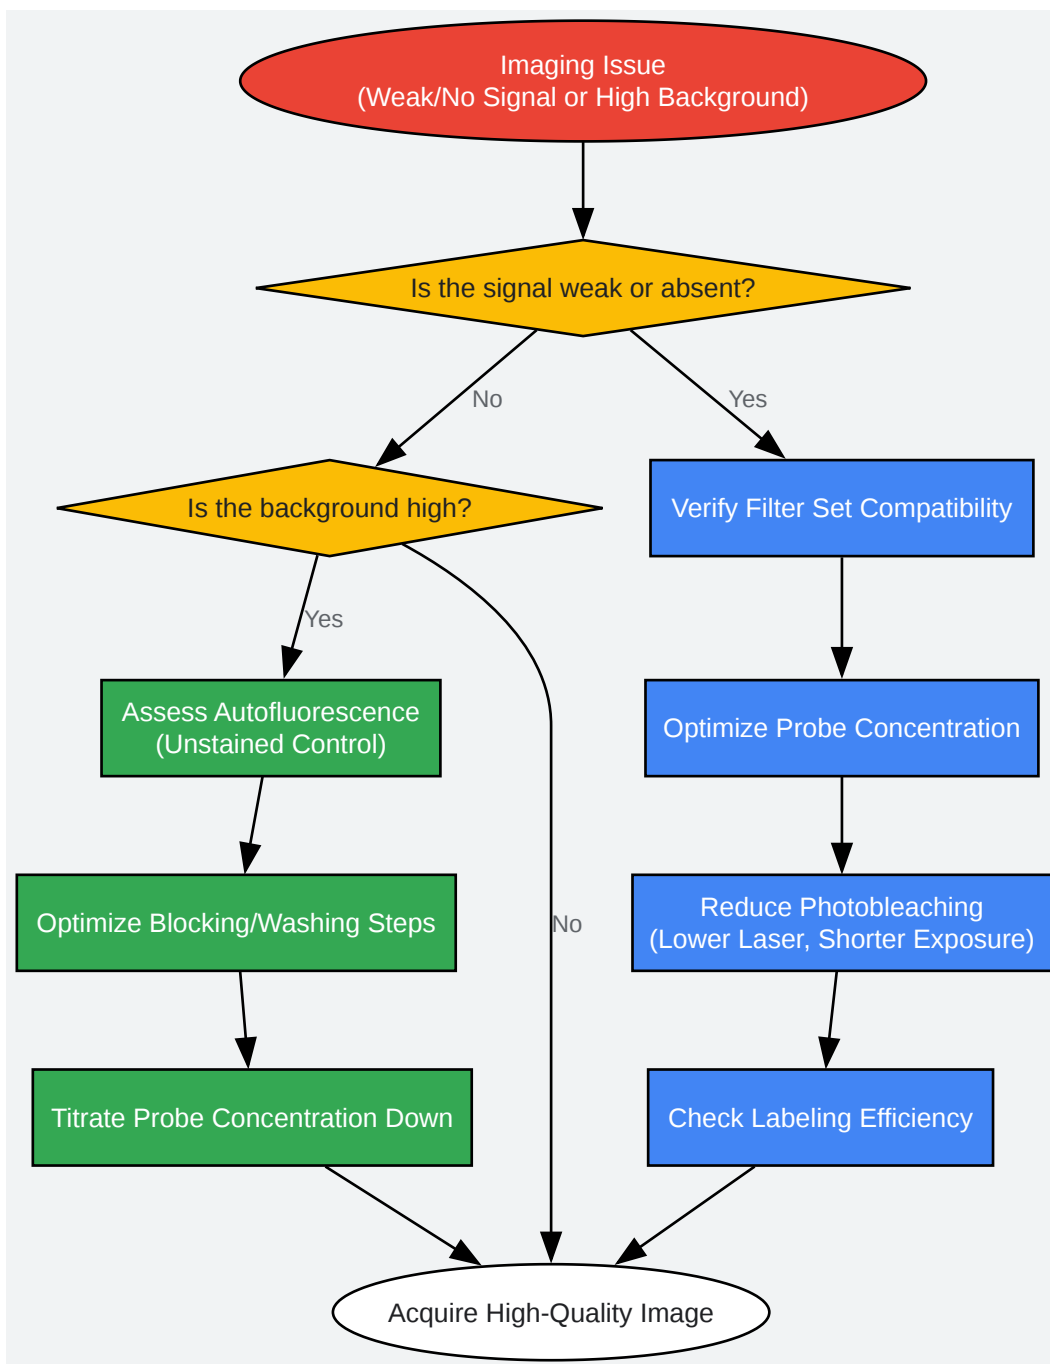 Imaging Issue
(Weak/No Signal or High Background)
Is the signal weak or absent?
No
Yes
Is the background high?
Verify Filter Set Compatibility
Yes
Assess Autofluorescence
(Unstained Control)
Optimize Probe Concentration
Optimize Blocking/Washing Steps
No
Reduce Photobleaching
(Lower Laser, Shorter Exposure)
Titrate Probe Concentration Down
Check Labeling Efficiency
Acquire High-Quality Image